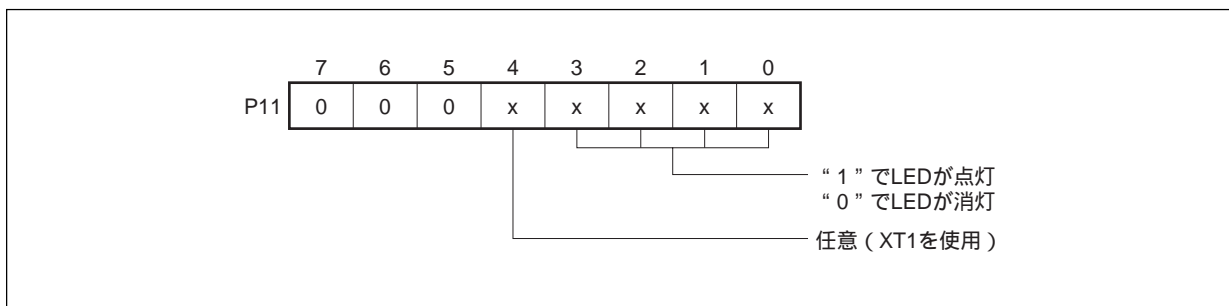 7 6 5 4 3 2 1 0
P11 0 0 0 x x x x x
“1”でLEDが点灯
“0”でLEDが消灯
任意(XT1を使用)